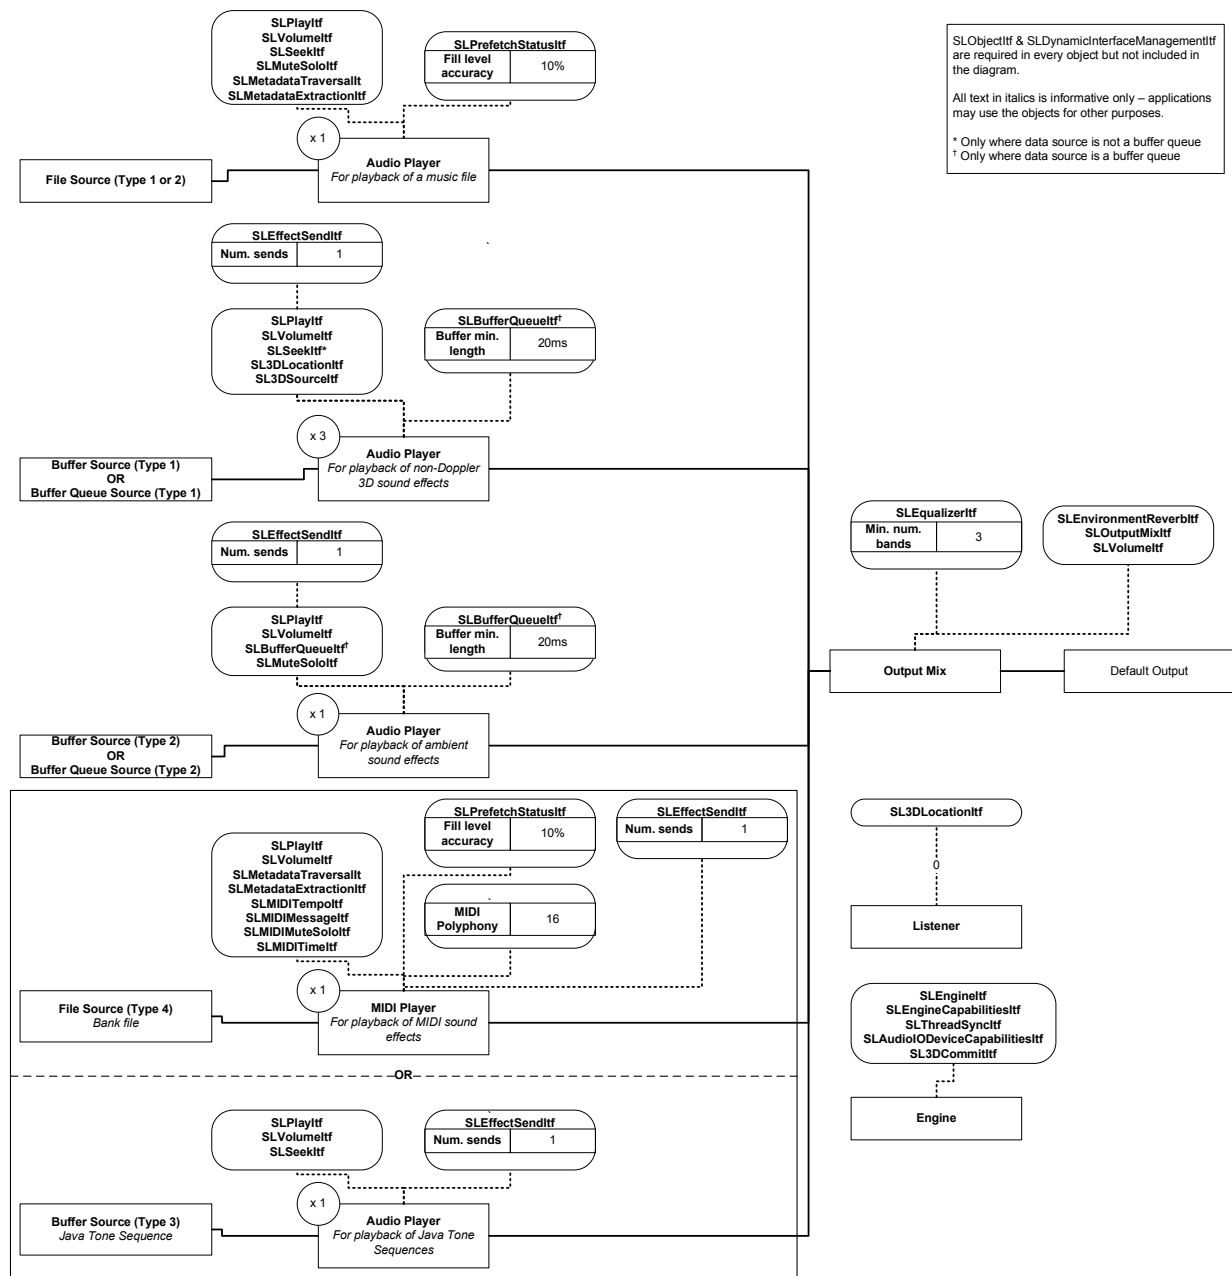 SLPlayItf
SLVolumeItf
SLSeekItf
SLMuteSoloItf
SLMetadataTraversalIt
SLMetadataExtractionItf
SLPrefetchStatusItf
Fill level
accuracy
10%
SLObjectItf & SLDynamicInterfaceManagementItf
are required in every object but not included in
the diagram.
All text in italics is informative only – applications
may use the objects for other purposes.
* Only where data source is not a buffer queue
† Only where data source is a buffer queue
x 1
File Source (Type 1 or 2)
Audio Player
For playback of a music file
SLEffectSendItf
Num. sends
1
SLPlayItf
SLVolumeItf
SLSeekItf*
SL3DLocationItf
SL3DSourceItf
SLBufferQueueItf†
Buffer min.
length
20ms
x 3
Buffer Source (Type 1)
OR
Buffer Queue Source (Type 1)
Audio Player
For playback of non-Doppler
3D sound effects
SLEffectSendItf
Num. sends
1
SLPlayItf
SLVolumeItf
SLBufferQueueItf†
SLMuteSoloItf
SLBufferQueueItf†
Buffer min.
length
20ms
x 1
Buffer Source (Type 2)
OR
Buffer Queue Source (Type 2)
Audio Player
For playback of ambient
sound effects
SLEqualizerItf
Min. num.
bands
3
SLEnvironmentReverbItf
SLOutputMixItf
SLVolumeItf
Output Mix
Default Output
SLPlayItf
SLVolumeItf
SLMetadataTraversalIt
SLMetadataExtractionItf
SLMIDITempoItf
SLMIDIMessageItf
SLMIDIMuteSoloItf
SLMIDITimeItf
SLPrefetchStatusItf
Fill level
accuracy
10%
SLEffectSendItf
Num. sends
1
MIDI
Polyphony
16
x 1
File Source (Type 4)
Bank file
MIDI Player
For playback of MIDI sound
effects
OR
SLPlayItf
SLVolumeItf
SLSeekItf
SLEffectSendItf
Num. sends
1
x 1
Buffer Source (Type 3)
Java Tone Sequence
Audio Player
For playback of Java Tone
Sequences
SL3DLocationItf
0
Listener
SLEngineItf
SLEngineCapabilitiesItf
SLThreadSyncItf
SLAudioIODeviceCapabilitiesItf
SL3DCommitItf
Engine